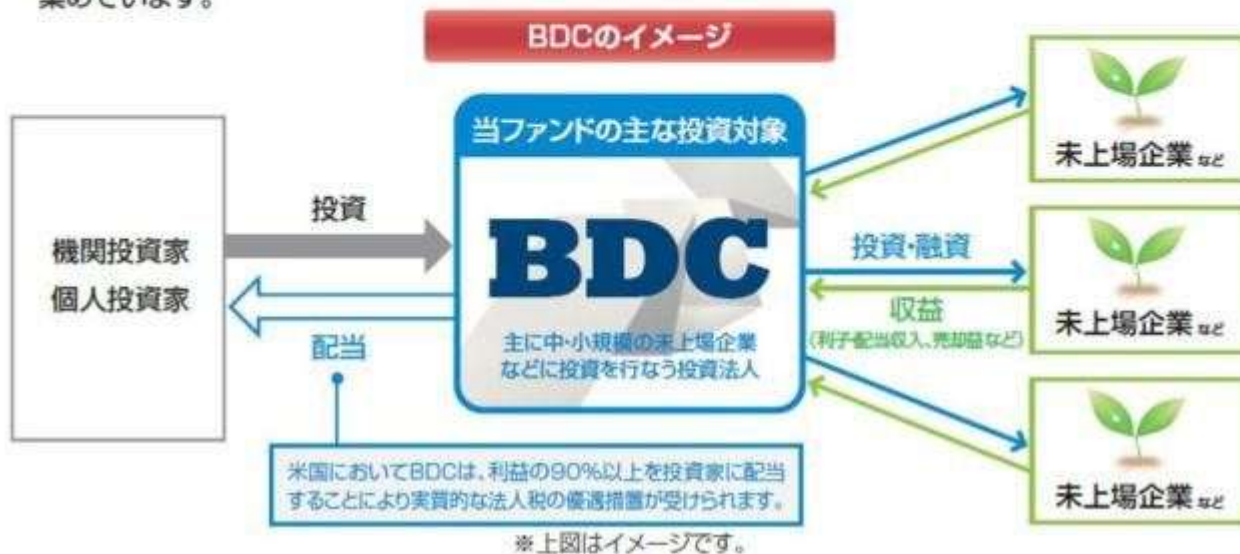 集めています。
BDCのイメージ
機関投資家
個人投資家
投資
配当
当ファンドの主な投資対象
BDC
主に中・小規模の未上場企業
などに投資を行なう投資法人
投資・融資
収益
(利子・配当収入、売却益など)
未上場企業など
未上場企業など
未上場企業など
米国においてBDCは、利益の90%以上を投資家に配当
することにより実質的な法人税の優遇措置が受けられます。
※上図はイメージです。